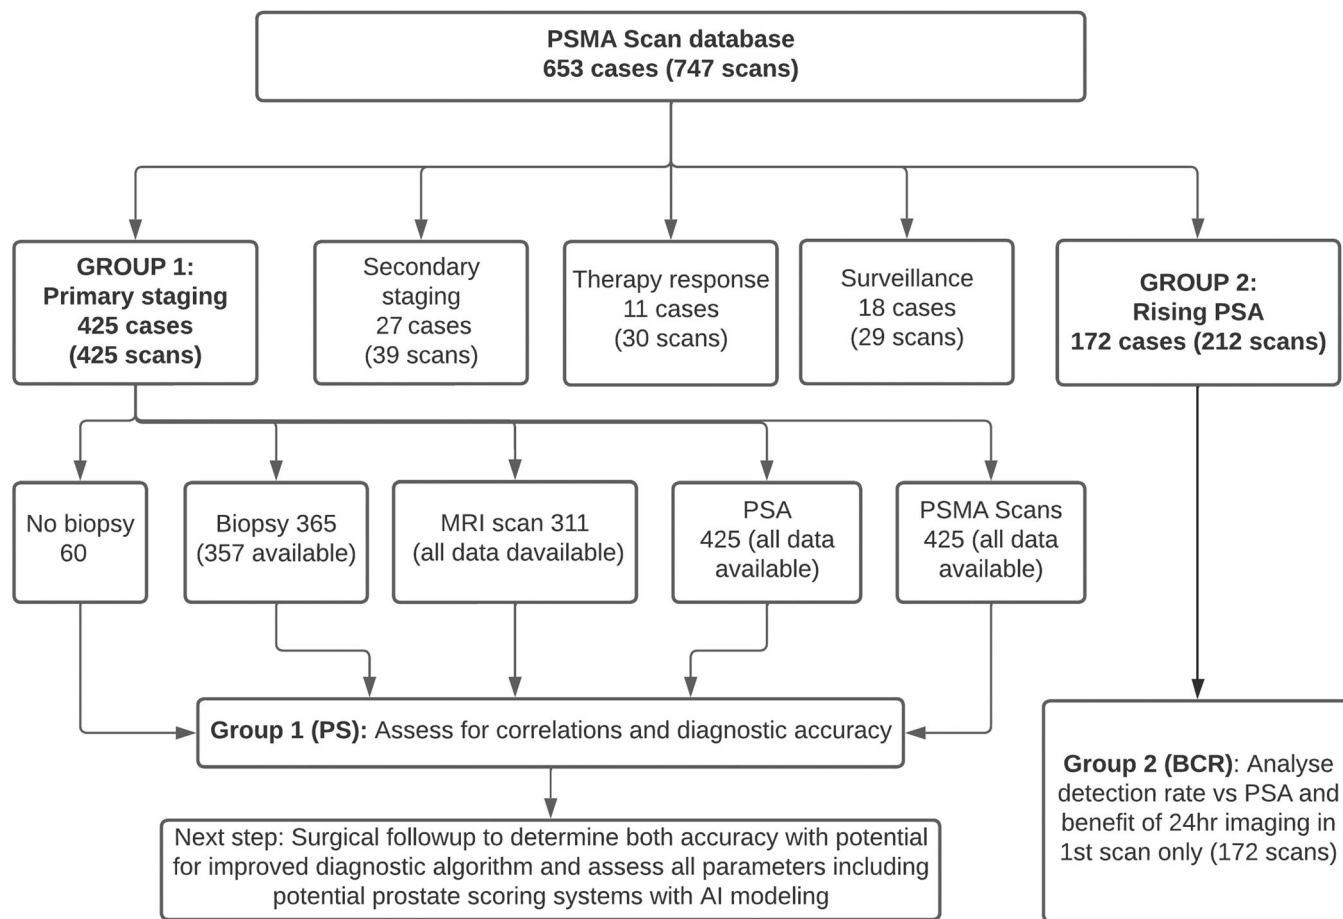 PSMA Scan database
653 cases (747 scans)
GROUP 1:
Primary staging
425 cases
(425 scans)
Secondary
staging
27 cases
(39 scans)
Therapy response
11 cases
(30 scans)
Surveillance
18 cases
(29 scans)
GROUP 2:
Rising PSA
172 cases (212 scans)
No biopsy
60
Biopsy 365
(357 available)
MRI scan 311
(all data davailable)
PSA
425 (all data
available)
PSMA Scans
425 (all data
available)
Group 1 (PS): Assess for correlations and diagnostic accuracy
Group 2 (BCR): Analyse
detection rate vs PSA and
benefit of 24hr imaging in
1st scan only (172 scans)
Next step: Surgical followup to determine both accuracy with potential
for improved diagnostic algorithm and assess all parameters including
potential prostate scoring systems with AI modeling